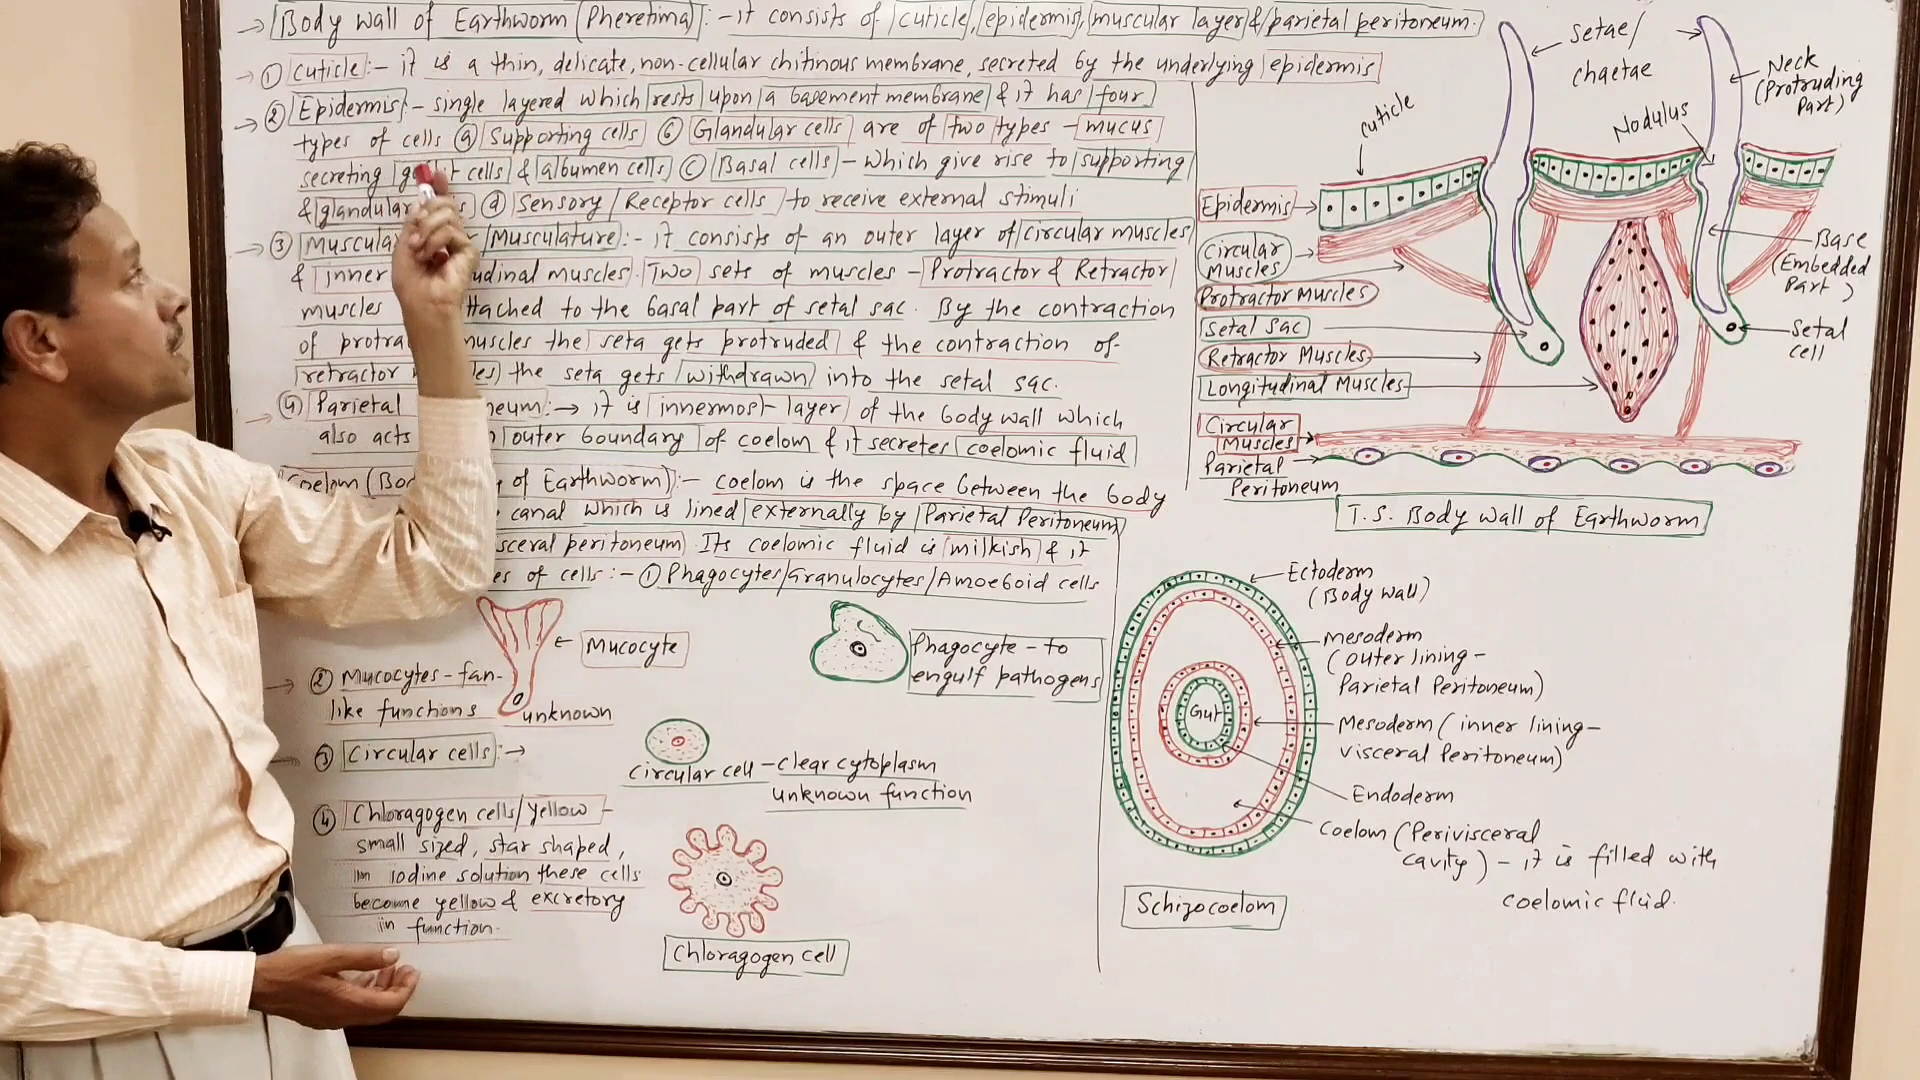 Body wall of Earthworm (Pheretima) :- it consists of cuticle, epidermis, muscular layer & parietal peritoneum.
① Cuticle :- it is a thin, delicate, non-cellular chitinous membrane, secreted by the underlying epidermis
② Epidermis :- single layered which rests upon a basement membrane & it has four
types of cells ⓐ Supporting cells ⓑ Glandular cells are of two types - mucus
secreting cells & albumen cells ⓒ Basal cells - which give rise to supporting
& glandular ⓓ Sensory/Receptor cells to receive external stimuli
③ Muscular /Musculature :- it consists of an outer layer of circular muscles
& inner muscles. Two sets of muscles - Protractor & Retractor
muscles to the basal part of setal sac. By the contraction
of the seta gets protruded & the contraction of
retractor the seta gets withdrawn into the setal sac.
④ Parietal :→ it is innermost layer of the body wall which
also acts outer boundary of coelom & it secretes coelomic fluid
Coelom of Earthworm) :- coelom is the space between the body
canal which is lined externally by Parietal Peritoneum
peritoneum. Its coelomic fluid is milkish & it
of cells :- ① Phagocytes/Granulocytes/Amoeboid cells
Mucocyte
Phagocyte - to
engulf pathogens
② Mucocytes - fan-
like functions unknown
③ Circular cells :→
Circular cell - clear cytoplasm
unknown function
④ Chloragogen cells/yellow -
small sized, star shaped,
in iodine solution these cells
become yellow & excretory
in function.
Chloragogen cell
Setae/
chaetae
Neck
(Protruding
Part)
Nodulus
cuticle
Epidermis
Circular
Muscles
Protractor Muscles
Setal Sac
Retractor Muscles
Longitudinal Muscles
Circular
Muscles
Parietal
Peritoneum
Base
(Embedded
Part)
Setal
cell
T.S. Body wall of Earthworm
Ectoderm
(Body wall)
Mesoderm
(outer lining-
Parietal Peritoneum)
Gut
Mesoderm (inner lining-
visceral Peritoneum)
Endoderm
Coelom (Perivisceral
cavity) - it is filled with
coelomic fluid.
Schizocoelom